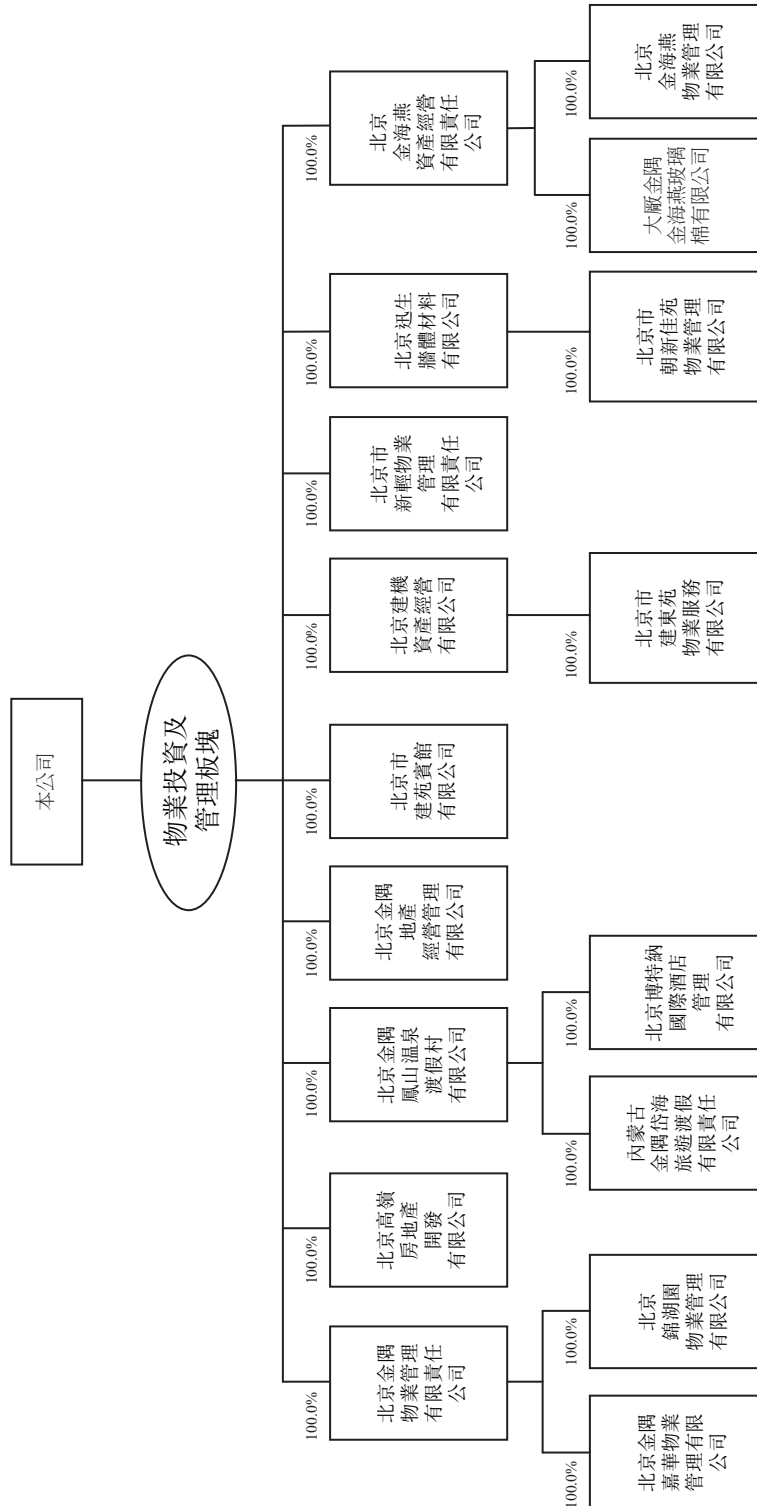 本公司
物業投資及
管理板塊
100.0%
北京金隅
物業管理
有限責任
公司
100.0%
北京高嶺
房地產
開發
有限公司
100.0%
北京金隅
鳳山溫泉
渡假村
有限公司
100.0%
北京金隅
地產
經營管理
有限公司
100.0%
北京市
建苑賓館
有限公司
100.0%
北京建機
資產經營
有限公司
100.0%
北京市
新輕物業
管理
有限責任
公司
100.0%
北京迅生
牆體材料
有限公司
100.0%
北京
金海燕
資產經營
有限責任
公司
100.0%
北京金隅
嘉華物業
管理有限
公司
100.0%
北京
錦湖園
物業管理
有限公司
100.0%
內蒙古
金隅岱海
旅遊渡假
有限責任
公司
100.0%
北京博特納
國際酒店
管理
有限公司
100.0%
北京市
建東苑
物業服務
有限公司
100.0%
北京市
朝新佳苑
物業管理
有限公司
100.0%
大廠金隅
金海燕玻璃
棉有限公司
100.0%
北京
金海燕
物業管理
有限公司